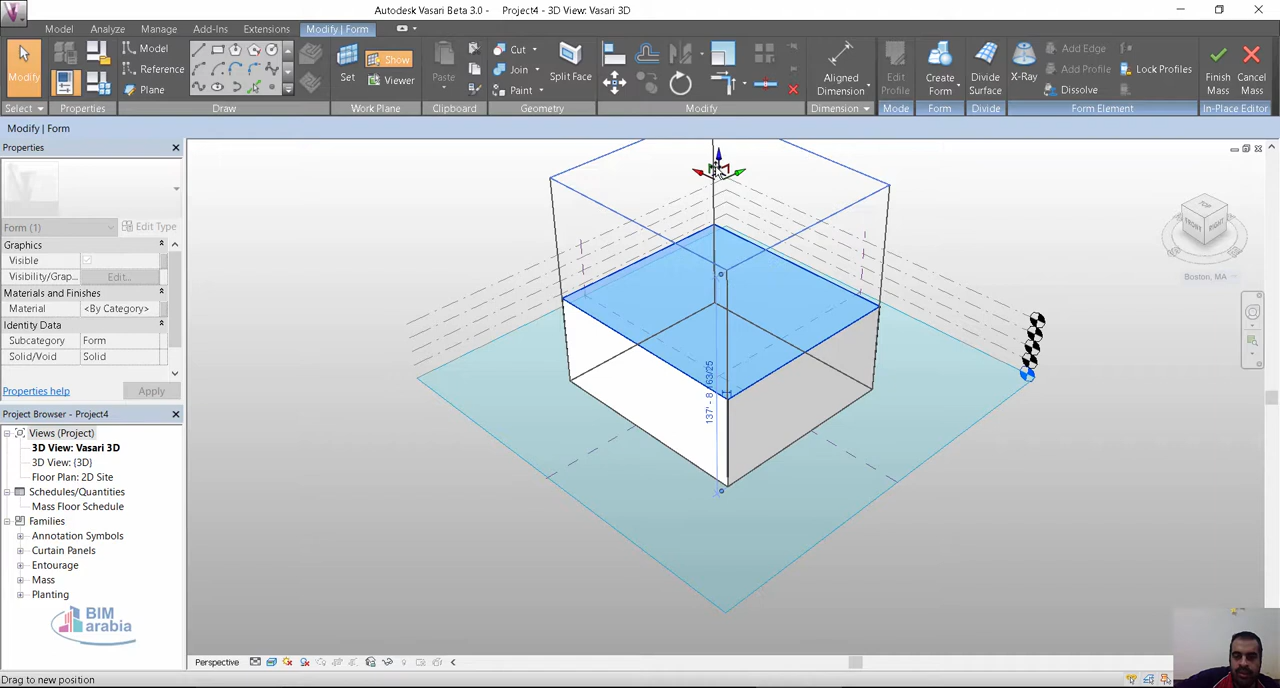 Autodesk Vasari Beta 3.0 - Project4 - 3D View: Vasari 3D
Model Analyze Manage Add-Ins Extensions Modify | Form
Model Cut Add Edge
Reference Show Join Add Profile Lock Profiles
Modify Plane Set Viewer Paste Paint Split Face Aligned Dimension Edit Profile Create Form Divide Surface X-Ray Dissolve Finish Mass Cancel Mass
Select Properties Draw Work Plane Clipboard Geometry Modify Dimension Mode Form Divide Form Element In-Place Editor
Modify | Form
Properties
Form (1) Edit Type
Graphics
Visible
Visibility/Grap... Edit...
Materials and Finishes
Material <By Category>
Identity Data
Subcategory Form
Solid/Void Solid
Properties help Apply
Project Browser - Project4
Views (Project)
3D View: Vasari 3D
3D View: {3D}
Floor Plan: 2D Site
Schedules/Quantities
Mass Floor Schedule
Families
Annotation Symbols
Curtain Panels
Entourage
Mass
Planting
BIM
arabia
TOP
FRONT RIGHT
Boston, MA
Perspective
Drag to new position